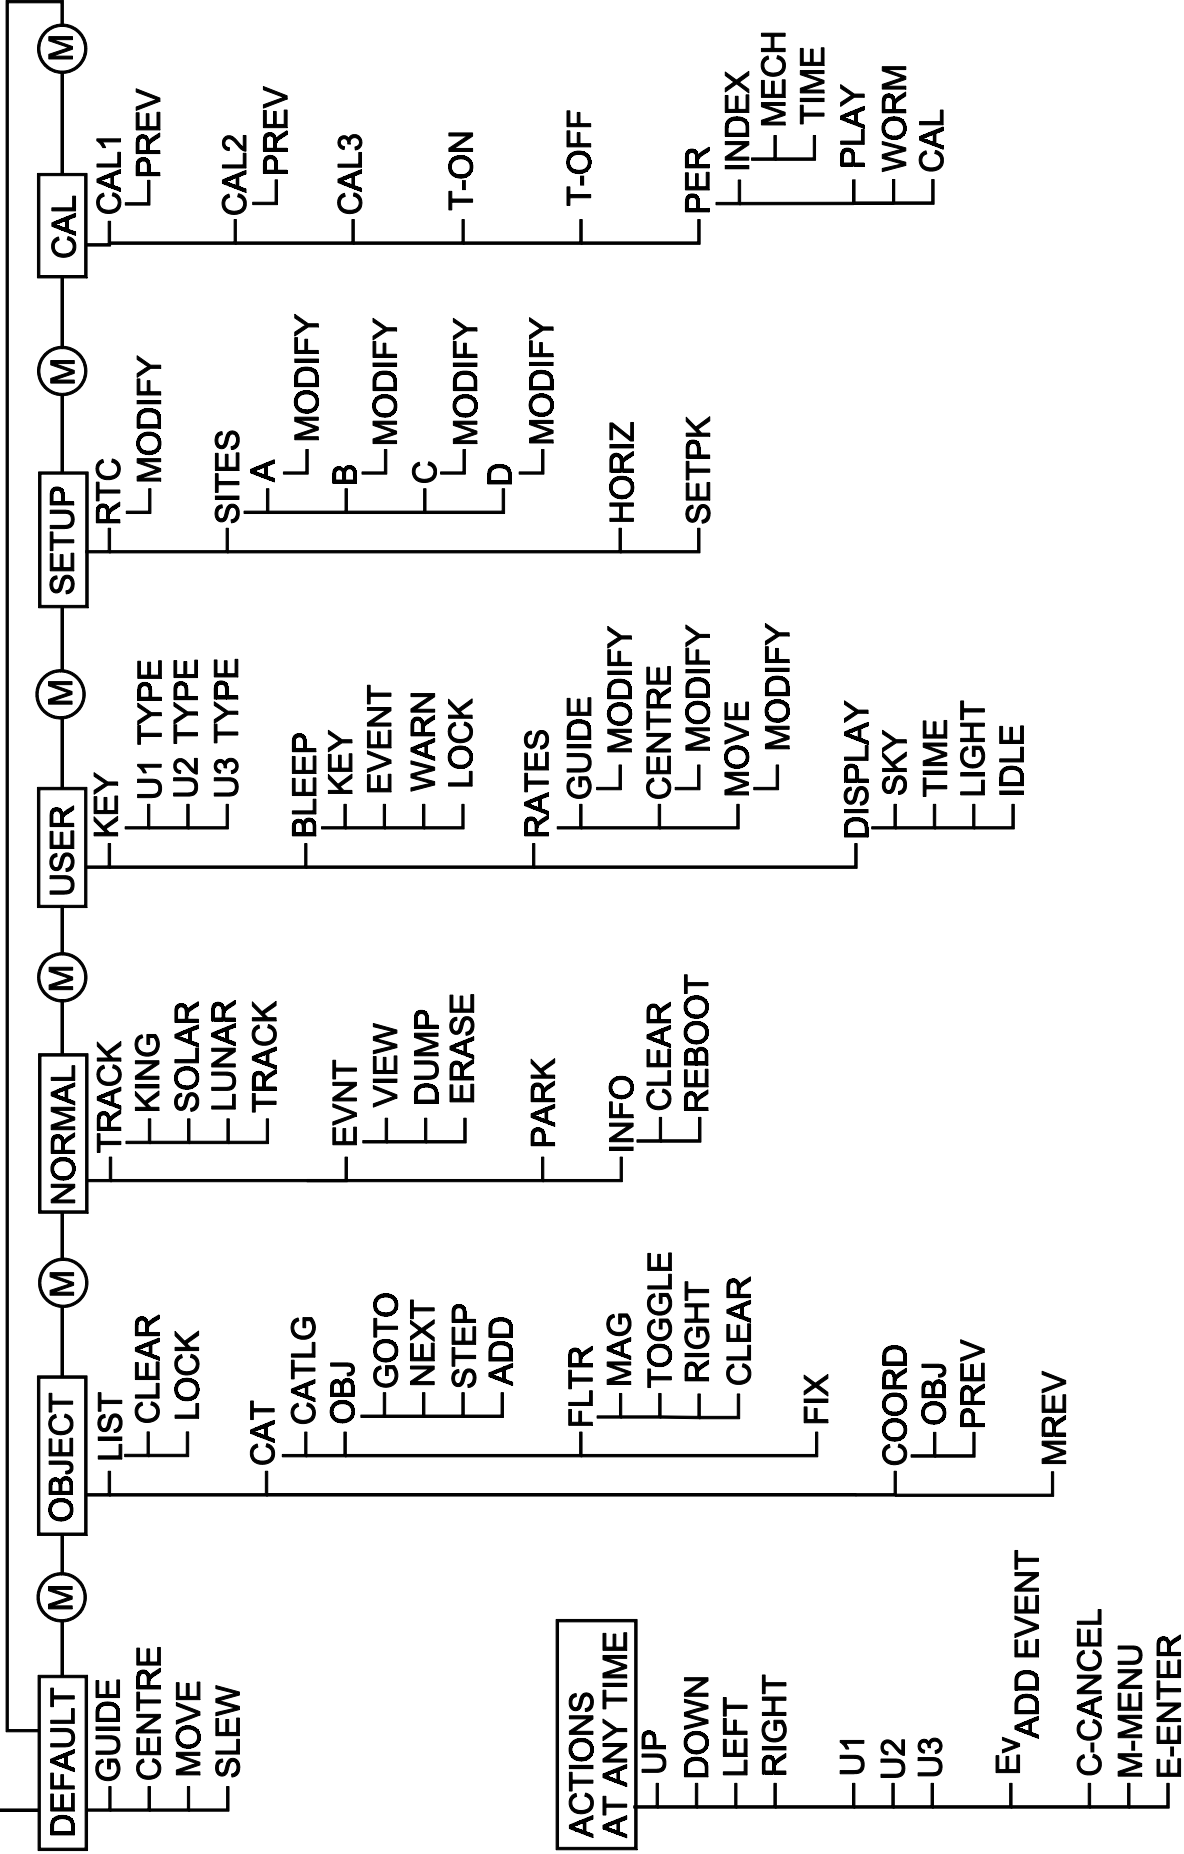 DEFAULT
GUIDE
CENTRE
MOVE
SLEW
M
OBJECT
LIST
CLEAR
LOCK
CAT
CATLG
OBJ
GOTO
NEXT
STEP
ADD
FLTR
MAG
TOGGLE
RIGHT
CLEAR
FIX
COORD
OBJ
PREV
MREV
M
NORMAL
TRACK
KING
SOLAR
LUNAR
TRACK
EVNT
VIEW
DUMP
ERASE
PARK
INFO
CLEAR
REBOOT
M
USER
KEY
U1 TYPE
U2 TYPE
U3 TYPE
BLEEP
KEY
EVENT
WARN
LOCK
RATES
GUIDE
MODIFY
CENTRE
MODIFY
MOVE
MODIFY
DISPLAY
SKY
TIME
LIGHT
IDLE
M
SETUP
RTC
MODIFY
SITES
A
MODIFY
B
MODIFY
C
MODIFY
D
MODIFY
HORIZ
SETPK
M
CAL
CAL1
PREV
CAL2
PREV
CAL3
T-ON
T-OFF
PER
INDEX
MECH
TIME
PLAY
WORM
CAL
M
ACTIONS
AT ANY TIME
UP
DOWN
LEFT
RIGHT
U1
U2
U3
Ev
ADD EVENT
C-CANCEL
M-MENU
E-ENTER